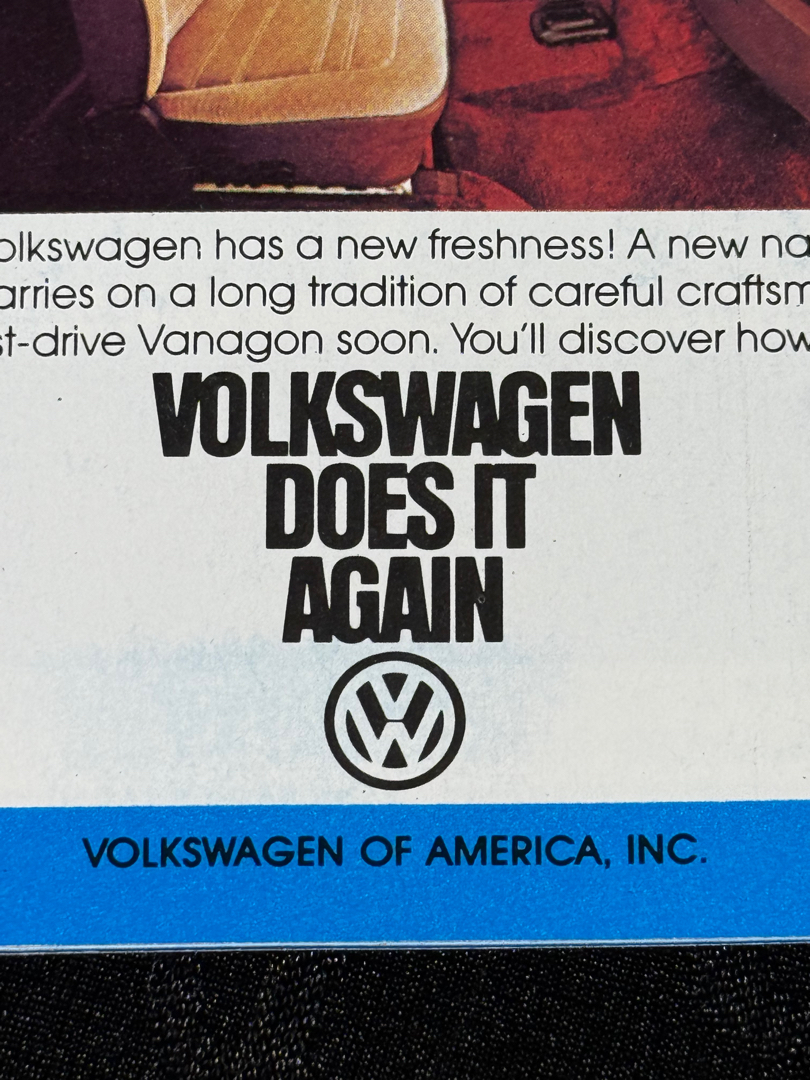 olkswagen has a new freshness! A new na
arries on a long tradition of careful craftsm
st-drive Vanagon soon. You'll discover how
VOLKSWAGEN
DOES IT
AGAIN
VW
VOLKSWAGEN OF AMERICA, INC.